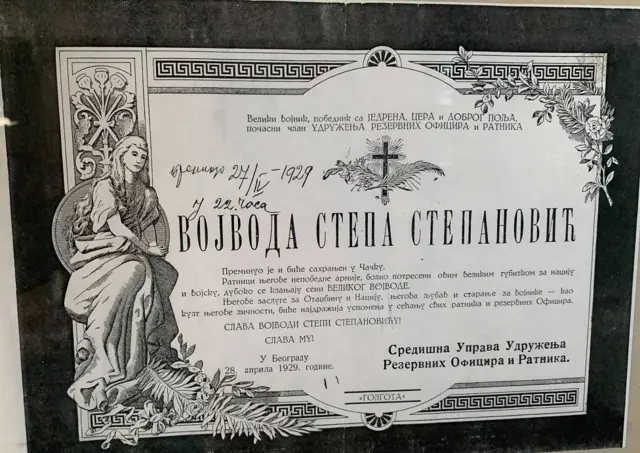 Велики војник, победник са ЈЕДРЕНА, ЦЕРА и ДОБРОГ ПОЉА,
почасни члан УДРУЖЕЊА РЕЗЕРВНИХ ОФИЦИРА и РАТНИКА
27/IV-1929
у 22 часа
ВОЈВОДА СТЕПА СТЕПАНОВИЋ
Преминуо је и биће сахрањен у Чачку.
Ратници његове непобедне армије, болно потресени овим великим губитком за нацију
и војску, дубоко се клањају сени ВЕЛИКОГ ВОЈВОДЕ.
Његове заслуге за Отаџбину и Нацију, његова љубав и старање за војнике — као
култ његове личности, биће најдражија успомена у сећању свих ратника и резервних Официра.
СЛАВА ВОЈВОДИ СТЕПИ СТЕПАНОВИЋУ!
СЛАВА МУ!
У Београду
28. априла 1929. године.
Средишна Управа Удружења
Резервних Официра и Ратника.
„ГОЛГОТА“